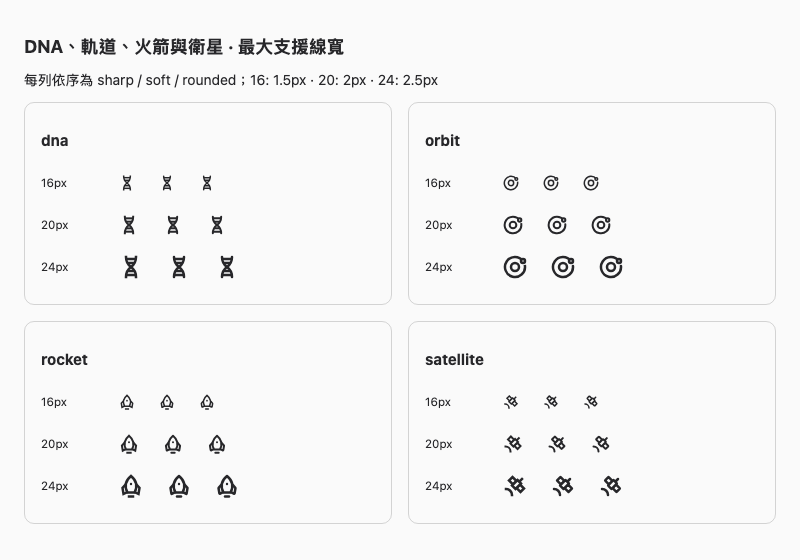 DNA、軌道、火箭與衛星 · 最大支援線寬
每列依序為 sharp / soft / rounded；16: 1.5px · 20: 2px · 24: 2.5px
dna
16px
20px
24px
orbit
16px
20px
24px
rocket
16px
20px
24px
satellite
16px
20px
24px